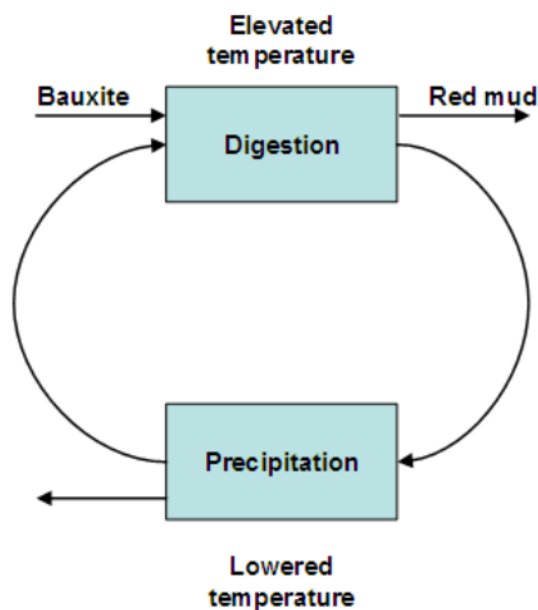 Elevated
temperature
Bauxite
Red mud
Digestion
Precipitation
Lowered
temperature